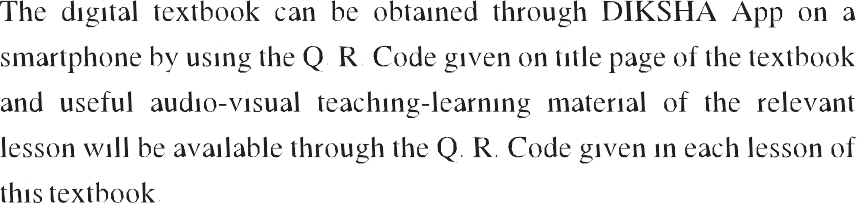 The digital textbook can be obtained through DIKSHA App on a
smartphone by using the Q. R. Code given on title page of the textbook
and useful audio-visual teaching-learning material of the relevant
lesson will be available through the Q. R. Code given in each lesson of
this textbook.